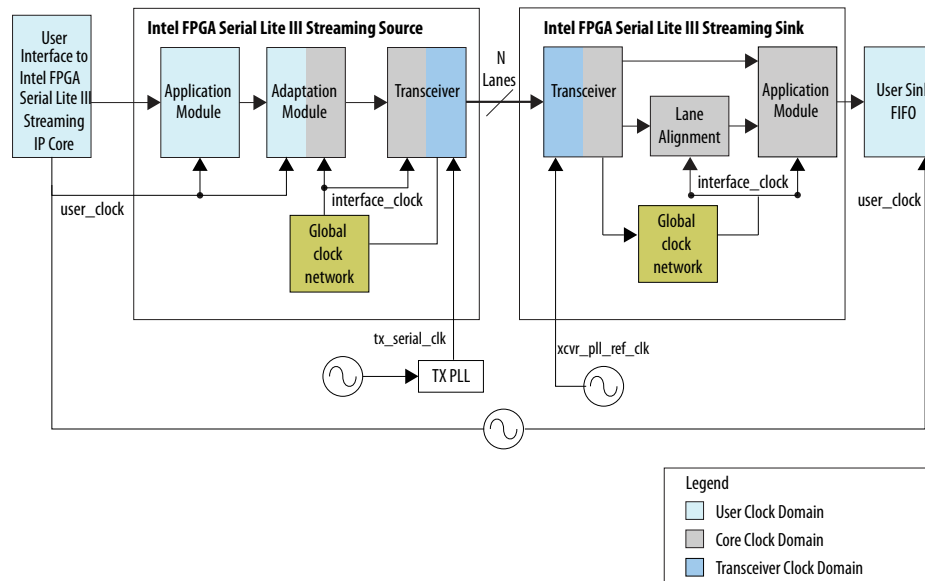 Intel FPGA Serial Lite III Streaming Source
Intel FPGA Serial Lite III Streaming Sink
User
Interface to
Intel FPGA
Serial Lite III
Streaming
IP Core
Application
Module
Adaptation
Module
Transceiver
N
Lanes
Transceiver
Lane
Alignment
Application
Module
User Sink
FIFO
user_clock
interface_clock
interface_clock
user_clock
Global
clock
network
Global
clock
network
tx_serial_clk
xcvr_pll_ref_clk
TX PLL
Legend
User Clock Domain
Core Clock Domain
Transceiver Clock Domain